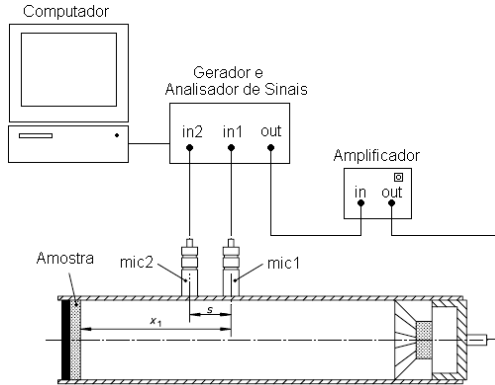 Computador
Gerador e
Analisador de Sinais
in2 in1 out
Amplificador
in out
Amostra
mic2
mic1
s
x1